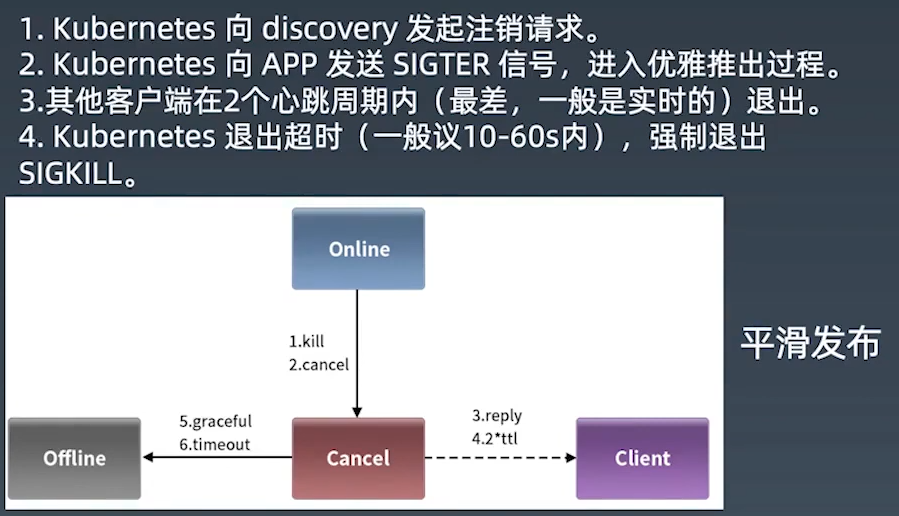 1. Kubernetes 向 discovery 发起注销请求。
2. Kubernetes 向 APP 发送 SIGTER 信号，进入优雅推出过程。
3.其他客户端在2个心跳周期内（最差，一般是实时的）退出。
4. Kubernetes 退出超时（一般议10-60s内），强制退出
SIGKILL。
Online
1.kill
2.cancel
平滑发布
5.graceful
6.timeout
3.reply
4.2*ttl
Offline
Cancel
Client